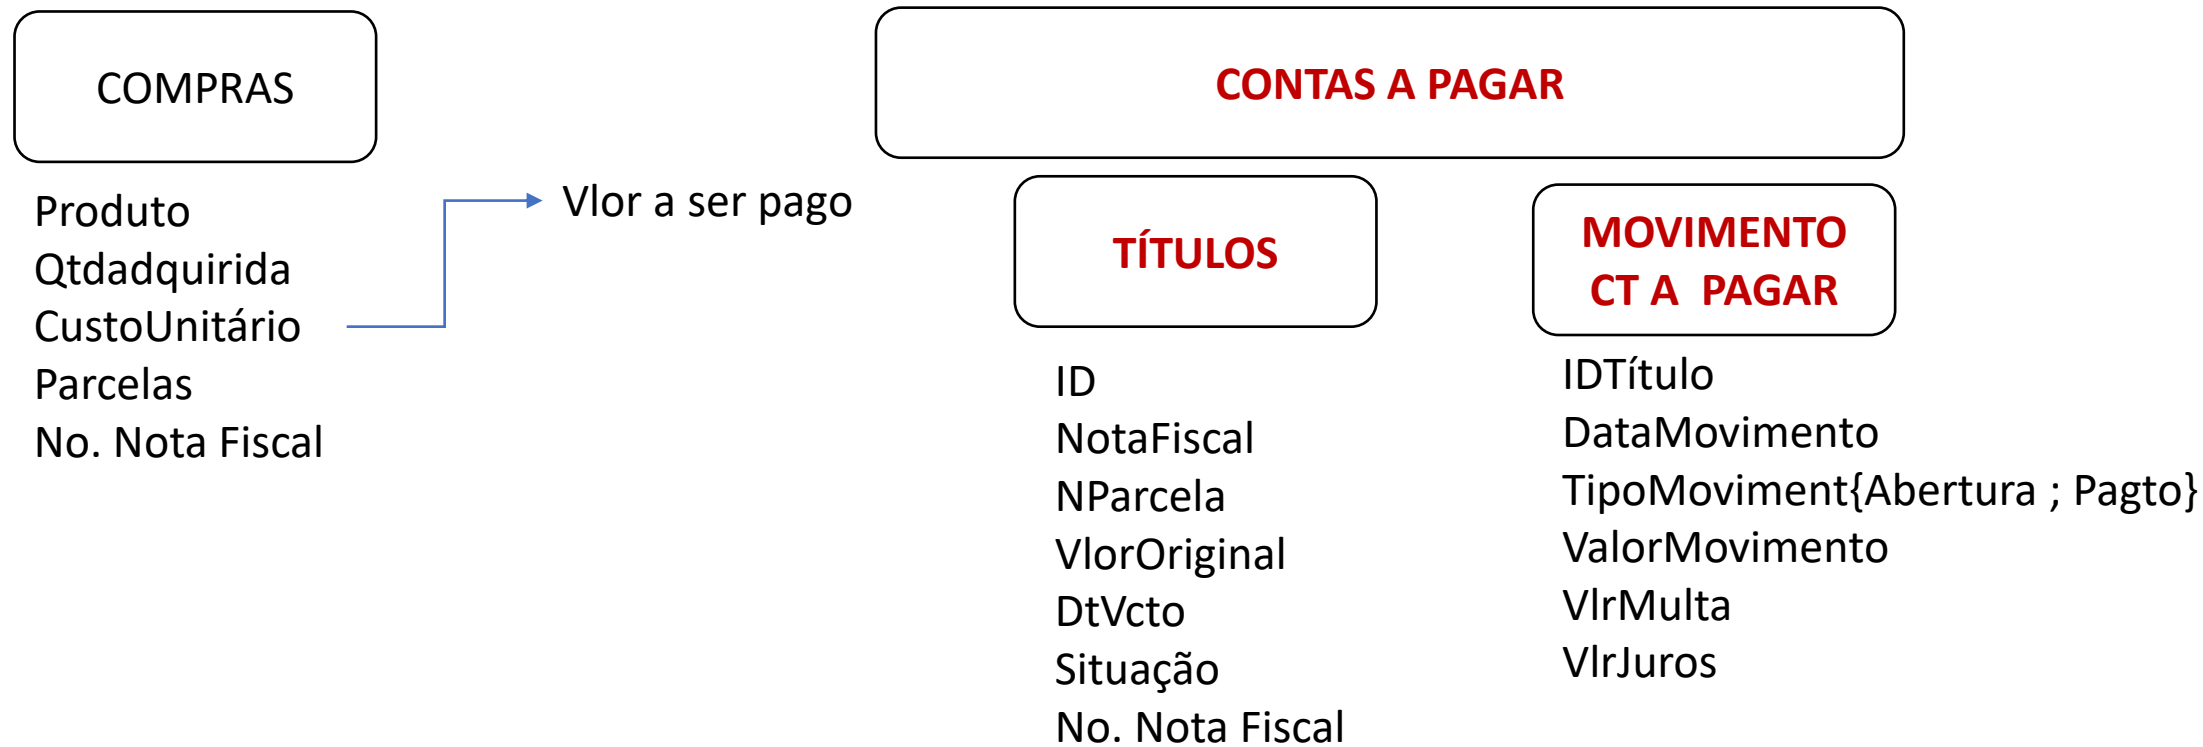 COMPRAS
Produto
Qtdadquirida
CustoUnitário
Parcelas
No. Nota Fiscal
Vlor a ser pago
CONTAS A PAGAR
TÍTULOS
ID
NotaFiscal
NParcela
VlorOriginal
DtVcto
Situação
No. Nota Fiscal
MOVIMENTO
CT A PAGAR
IDTítulo
DataMovimento
TipoMoviment{Abertura ; Pagto}
ValorMovimento
VlrMulta
VlrJuros